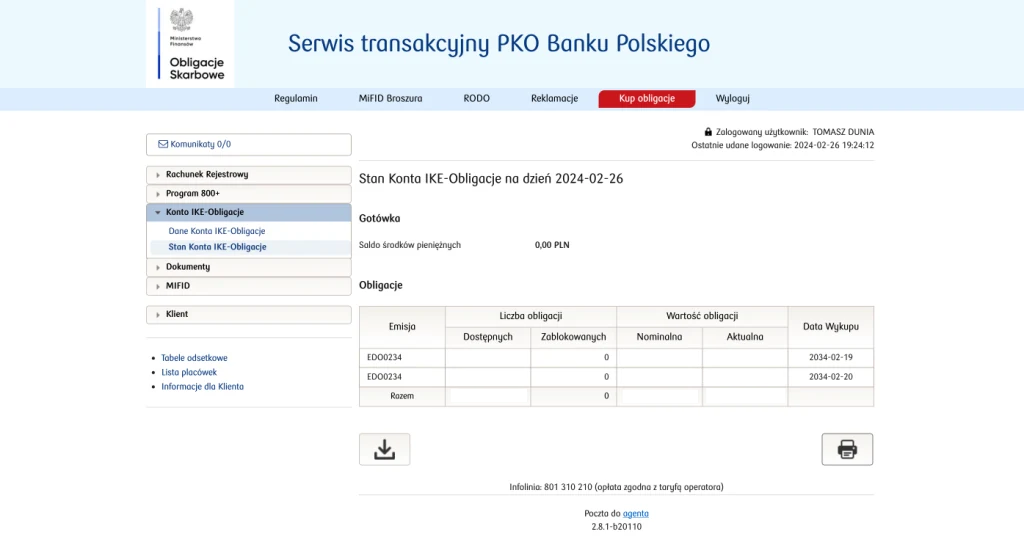 Ministerstwo
Finansów
Obligacje
Skarbowe
Serwis transakcyjny PKO Banku Polskiego
Regulamin MiFID Broszura RODO Reklamacje Kup obligacje Wyloguj
Komunikaty 0/0
Zalogowany użytkownik: TOMASZ DUNIA
Ostatnie udane logowanie: 2024-02-26 19:24:12
Rachunek Rejestrowy
Program 800+
Konta IKE-Obligacje
Dane Konta IKE-Obligacje
Stan Konta IKE-Obligacje
Dokumenty
MIFID
Klient
Tabele odsetkowe
Lista placówek
Informacje dla Klienta
Stan Konta IKE-Obligacje na dzień 2024-02-26
Gotówka
Saldo środków pieniężnych 0,00 PLN
Obligacje
Emisja Liczba obligacji Wartość obligacji Data Wykupu
Dostępnych Zablokowanych Nominalna Aktualna
EDO0234 0 2034-02-19
EDO0234 0 2034-02-20
Razem 0
Infolinia: 801 310 210 (opłata zgodna z taryfą operatora)
Poczta do agenta
2.8.1-b20110